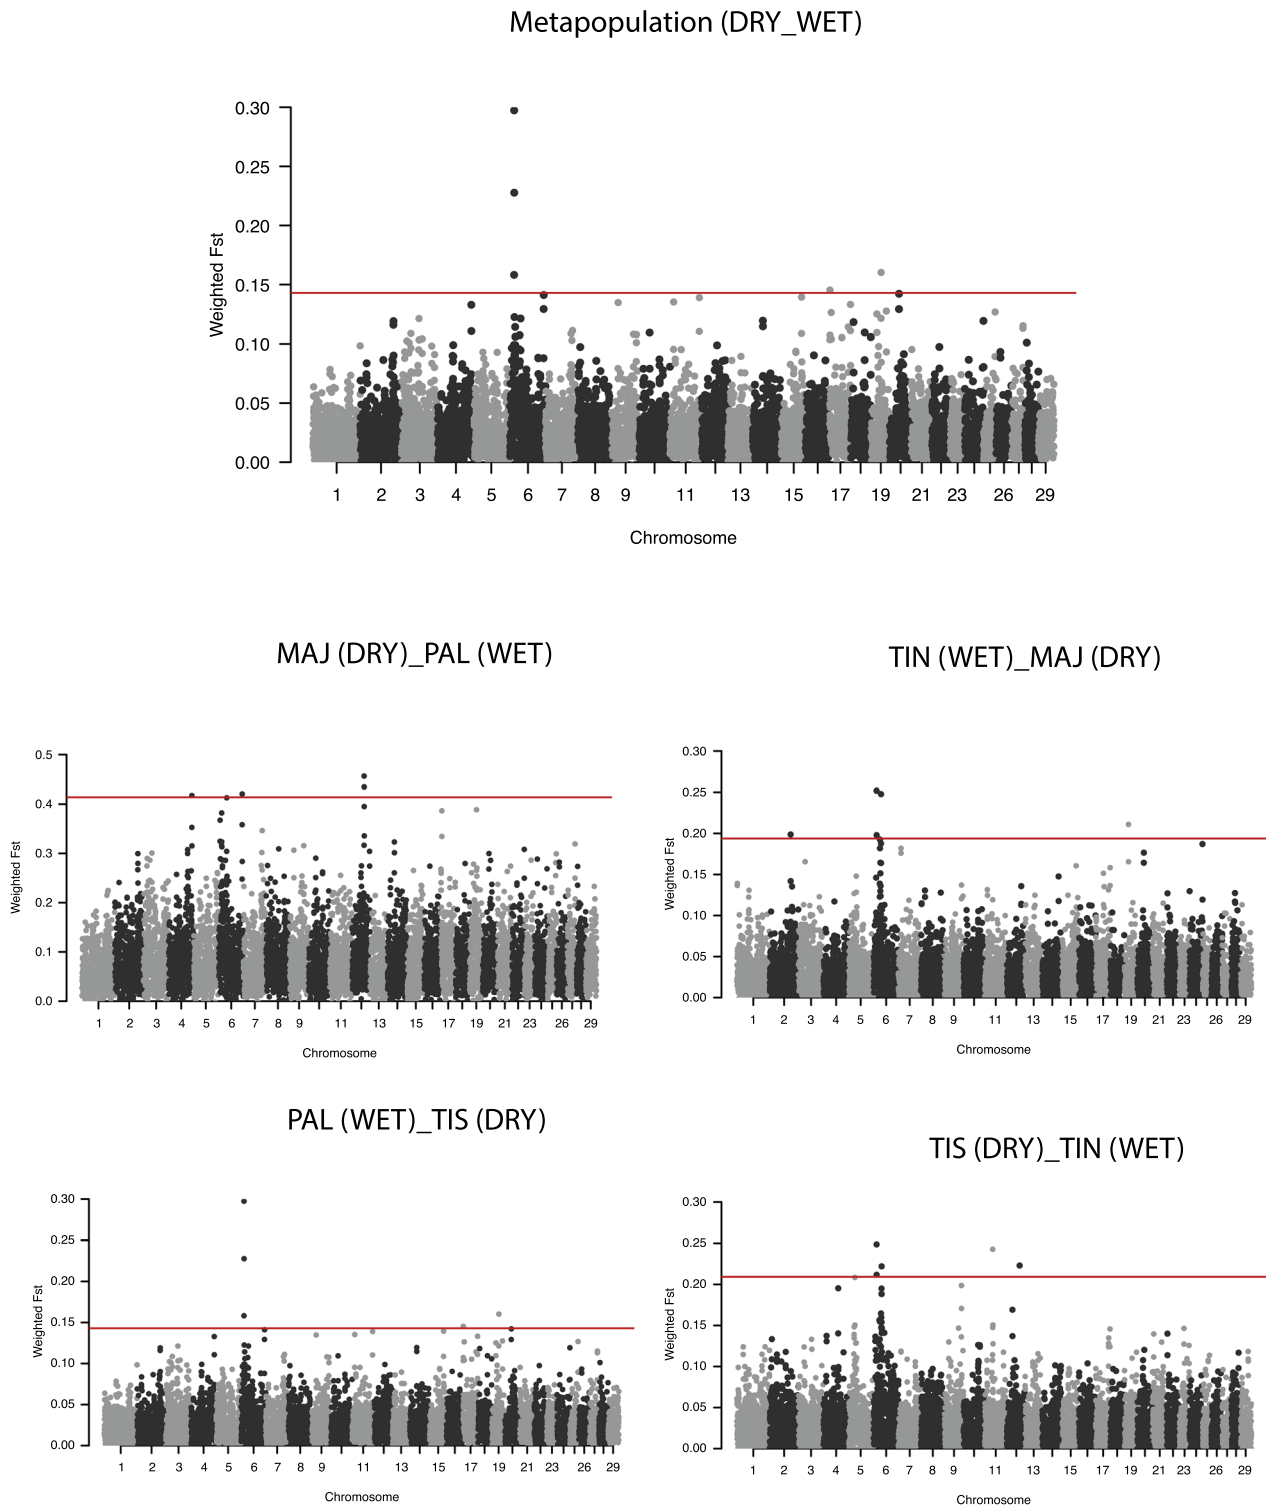 Metapopulation (DRY_WET)
0.30
0.25
0.20
0.15
0.10
0.05
0.00
Weighted Fst
1 2 3 4 5 6 7 8 9 11 13 15 17 19 21 23 26 29
Chromosome
MAJ (DRY)_PAL (WET)
0.5
0.4
0.3
0.2
0.1
0.0
Weighted Fst
1 2 3 4 5 6 7 8 9 11 13 15 17 19 21 23 26 29
Chromosome
TIN (WET)_MAJ (DRY)
0.30
0.25
0.20
0.15
0.10
0.05
0.00
Weighted Fst
1 2 3 4 5 6 7 8 9 11 13 15 17 19 21 23 26 29
Chromosome
PAL (WET)_TIS (DRY)
0.30
0.25
0.20
0.15
0.10
0.05
0.00
Weighted Fst
1 2 3 4 5 6 7 8 9 11 13 15 17 19 21 23 26 29
Chromosome
TIS (DRY)_TIN (WET)
0.30
0.25
0.20
0.15
0.10
0.05
0.00
Weighted Fst
1 2 3 4 5 6 7 8 9 11 13 15 17 19 21 23 26 29
Chromosome